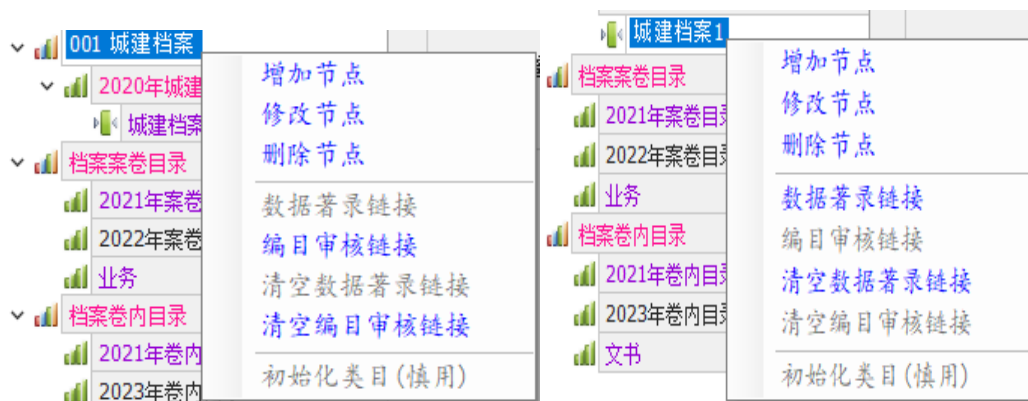 001 城建档案
2020年城建
城建档案
档案案卷目录
2021年案卷
2022年案卷
业务
档案卷内目录
2021年卷内
2023年卷内
增加节点
修改节点
删除节点
数据著录链接
编目审核链接
清空数据著录链接
清空编目审核链接
初始化类目(慎用)
城建档案1
档案案卷目录
2021年案卷目
2022年案卷目
业务
档案卷内目录
2021年卷内目
2023年卷内目
文书
增加节点
修改节点
删除节点
数据著录链接
编目审核链接
清空数据著录链接
清空编目审核链接
初始化类目(慎用)